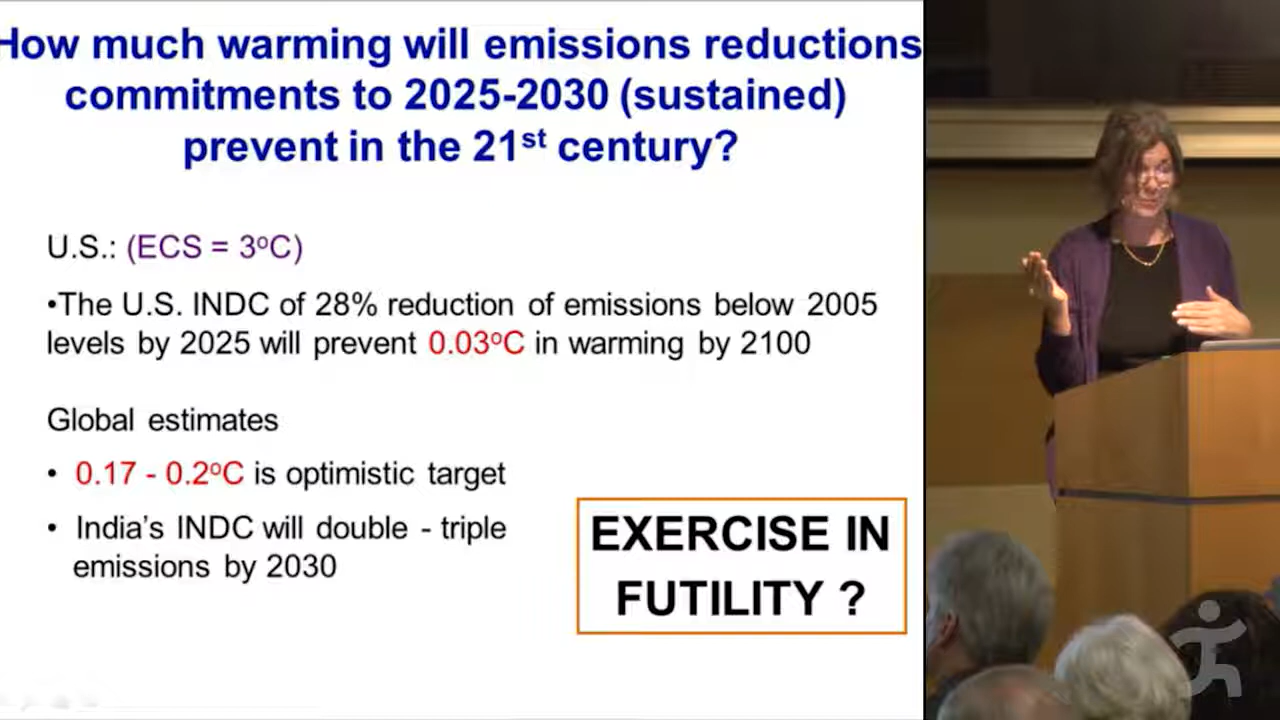 How much warming will emissions reductions
commitments to 2025-2030 (sustained)
prevent in the 21st century?
U.S.: (ECS = 3ºC)
•The U.S. INDC of 28% reduction of emissions below 2005
levels by 2025 will prevent 0.03ºC in warming by 2100
Global estimates
• 0.17 - 0.2ºC is optimistic target
• India’s INDC will double - triple
emissions by 2030
EXERCISE IN
FUTILITY ?